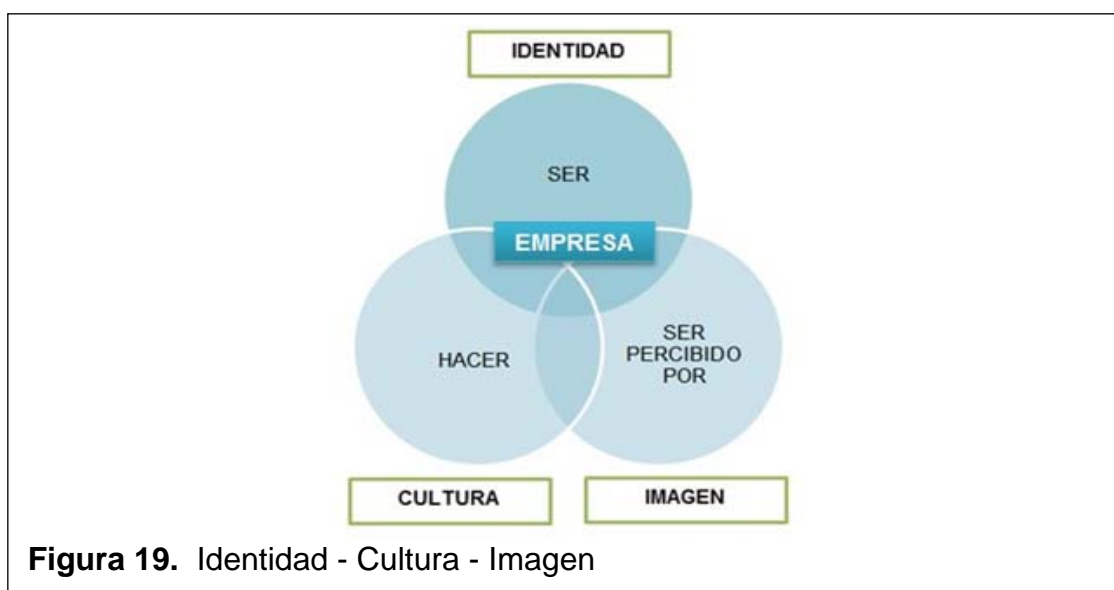 IDENTIDAD
SER
EMPRESA
HACER
SER
PERCIBIDO
POR
CULTURA
IMAGEN
Figura 19. Identidad - Cultura - Imagen